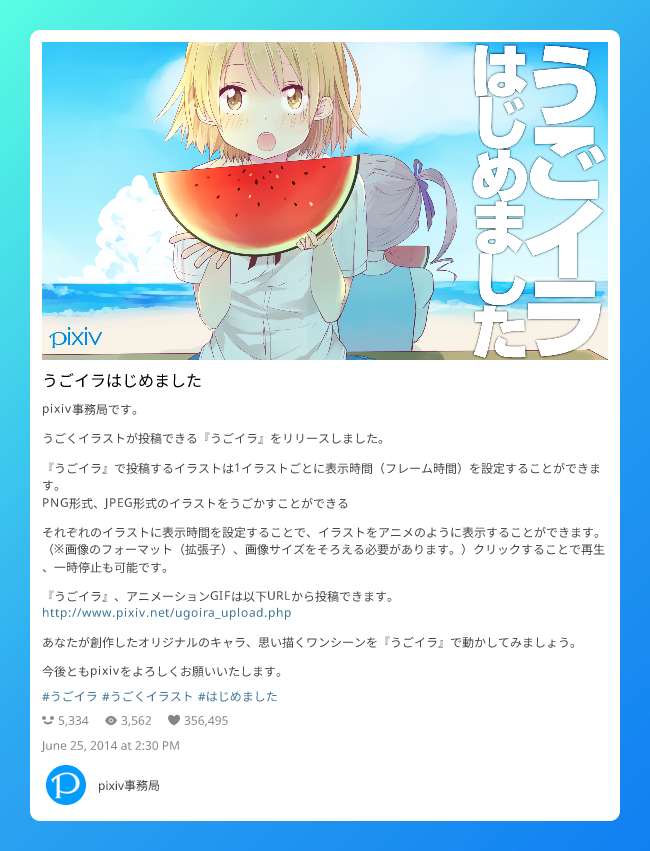 うごイラ
はじめました
pixiv
うごイラはじめました
pixiv事務局です。
うごくイラストが投稿できる『うごイラ』をリリースしました。
『うごイラ』で投稿するイラストは1イラストごとに表示時間（フレーム時間）を設定することができま
す。
PNG形式、JPEG形式のイラストをうごかすことができる
それぞれのイラストに表示時間を設定することで、イラストをアニメのように表示することができます。
（※画像のフォーマット（拡張子）、画像サイズをそろえる必要があります。）クリックすることで再生
、一時停止も可能です。
『うごイラ』、アニメーションGIFは以下URLから投稿できます。
http://www.pixiv.net/ugoira_upload.php
あなたが創作したオリジナルのキャラ、思い描くワンシーンを『うごイラ』で動かしてみましょう。
今後ともpixivをよろしくお願いいたします。
#うごイラ #うごくイラスト #はじめました
5,334 3,562 356,495
June 25, 2014 at 2:30 PM
pixiv事務局